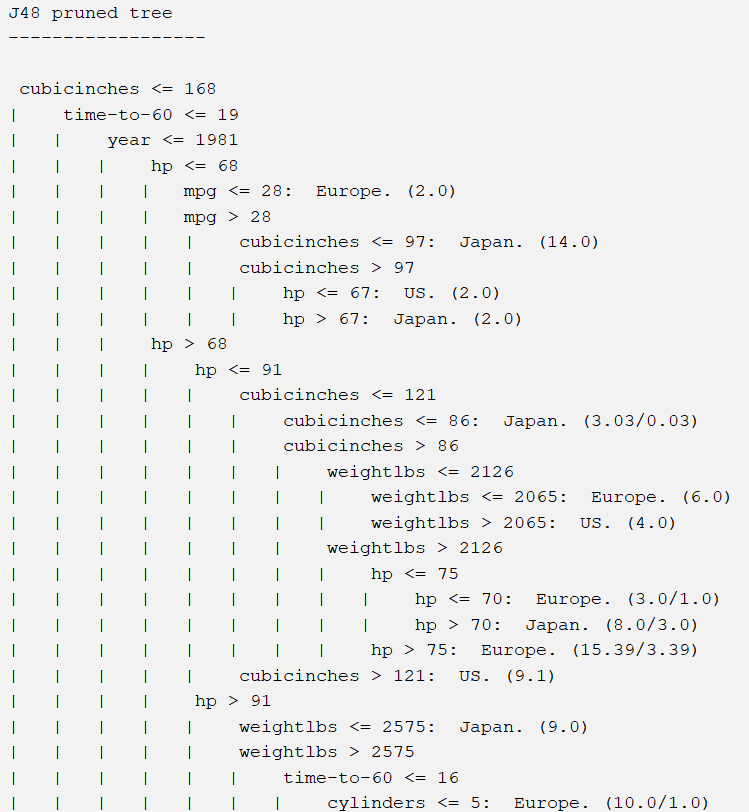 J48 pruned tree
------------------
cubicinches <= 168
|   time-to-60 <= 19
|   |   year <= 1981
|   |   |   hp <= 68
|   |   |   |   mpg <= 28:  Europe. (2.0)
|   |   |   |   mpg > 28
|   |   |   |   |   cubicinches <= 97:  Japan. (14.0)
|   |   |   |   |   cubicinches > 97
|   |   |   |   |   |   hp <= 67:  US. (2.0)
|   |   |   |   |   |   hp > 67:  Japan. (2.0)
|   |   |   hp > 68
|   |   |   |   hp <= 91
|   |   |   |   |   cubicinches <= 121
|   |   |   |   |   |   cubicinches <= 86:  Japan. (3.03/0.03)
|   |   |   |   |   |   cubicinches > 86
|   |   |   |   |   |   |   weightlbs <= 2126
|   |   |   |   |   |   |   |   weightlbs <= 2065:  Europe. (6.0)
|   |   |   |   |   |   |   |   weightlbs > 2065:  US. (4.0)
|   |   |   |   |   |   |   weightlbs > 2126
|   |   |   |   |   |   |   |   hp <= 75
|   |   |   |   |   |   |   |   |   hp <= 70:  Europe. (3.0/1.0)
|   |   |   |   |   |   |   |   |   hp > 70:  Japan. (8.0/3.0)
|   |   |   |   |   |   |   |   hp > 75:  Europe. (15.39/3.39)
|   |   |   |   |   cubicinches > 121:  US. (9.1)
|   |   |   |   hp > 91
|   |   |   |   |   weightlbs <= 2575:  Japan. (9.0)
|   |   |   |   |   weightlbs > 2575
|   |   |   |   |   |   time-to-60 <= 16
|   |   |   |   |   |   |   cylinders <= 5:  Europe. (10.0/1.0)